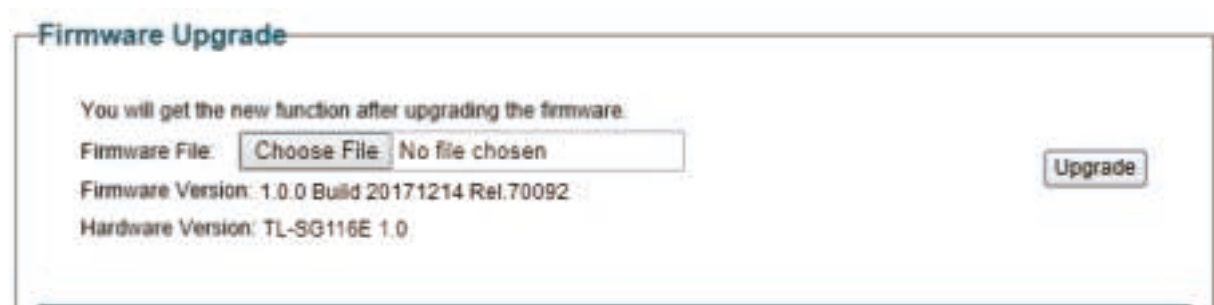 Firmware Upgrade
You will get the new function after upgrading the firmware.
Firmware File: Choose File No file chosen
Upgrade
Firmware Version: 1.0.0 Build 20171214 Rel.70092
Hardware Version: TL-SG116E 1.0